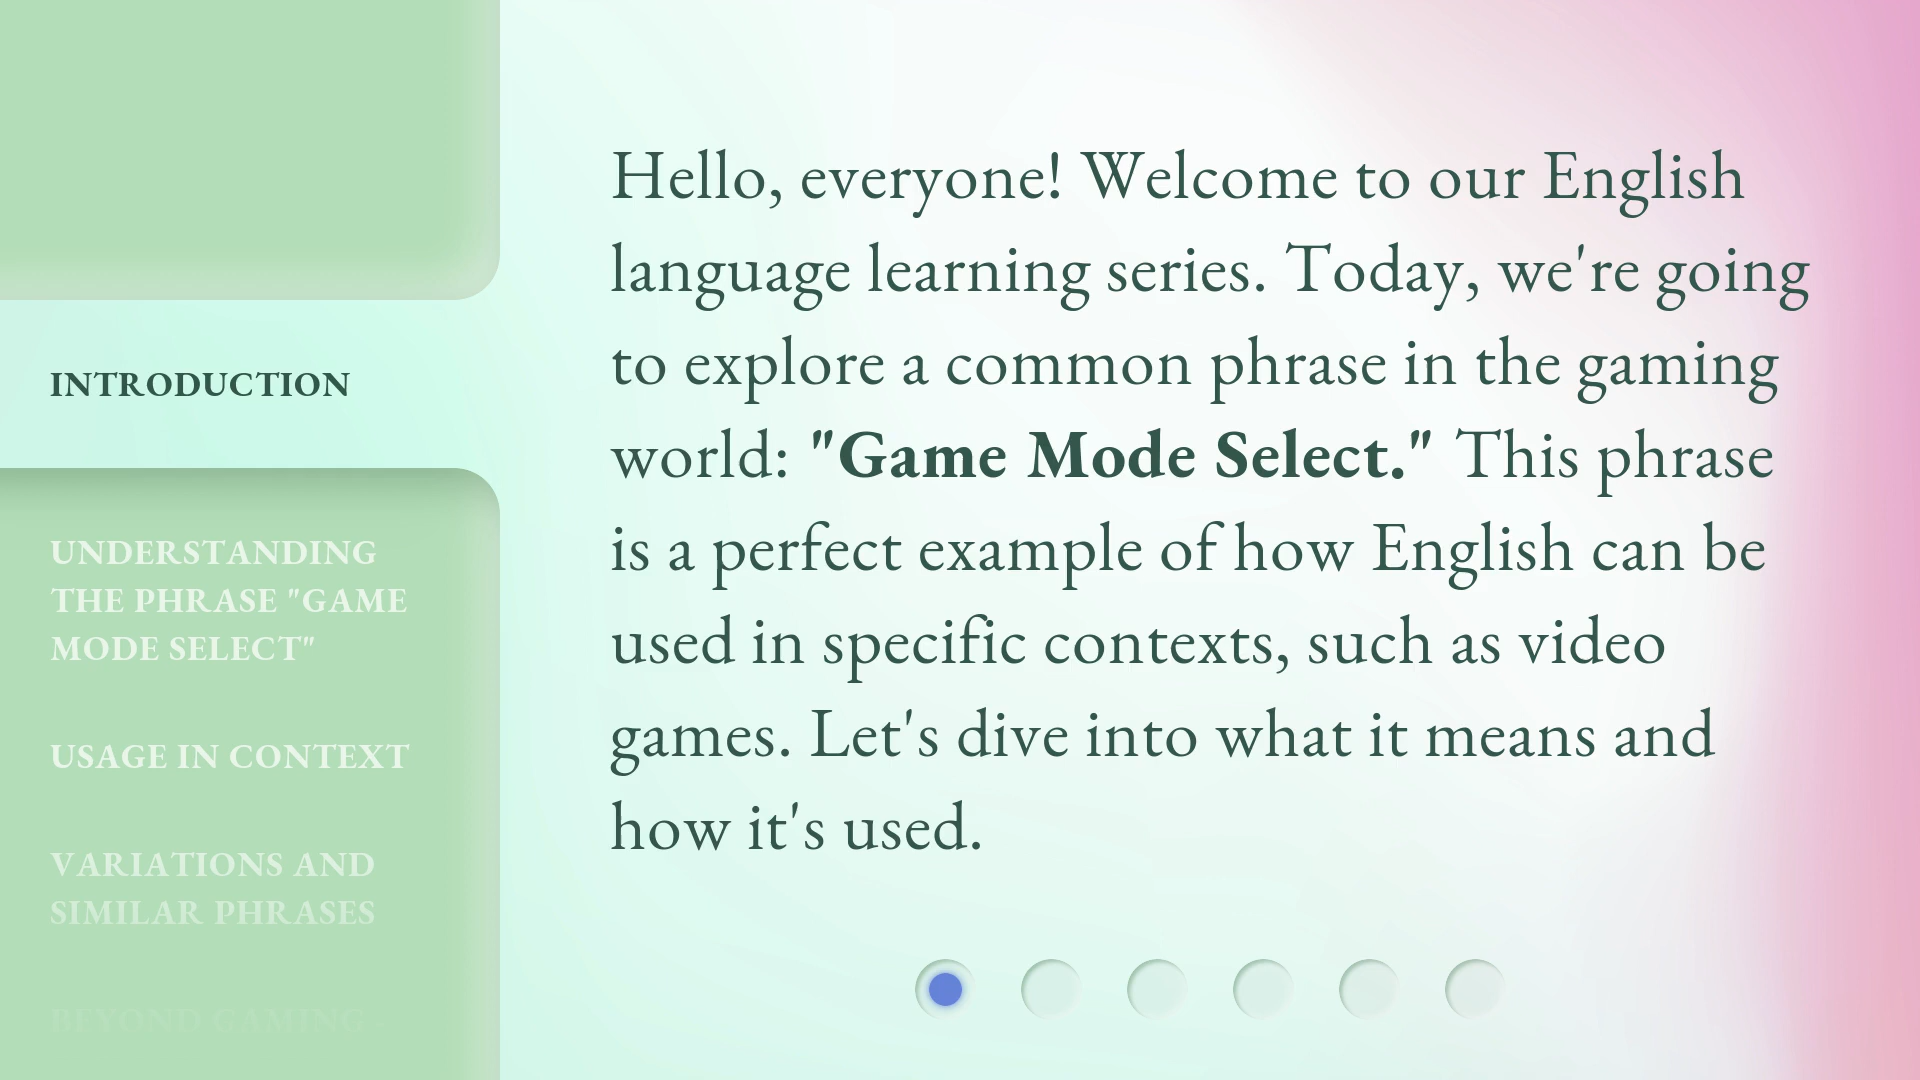 INTRODUCTION
UNDERSTANDING
THE PHRASE "GAME
MODE SELECT"
USAGE IN CONTEXT
VARIATIONS AND
SIMILAR PHRASES
BEYOND GAMING -
Hello, everyone! Welcome to our English
language learning series. Today, we're going
to explore a common phrase in the gaming
world: "Game Mode Select." This phrase
is a perfect example of how English can be
used in specific contexts, such as video
games. Let's dive into what it means and
how it's used.